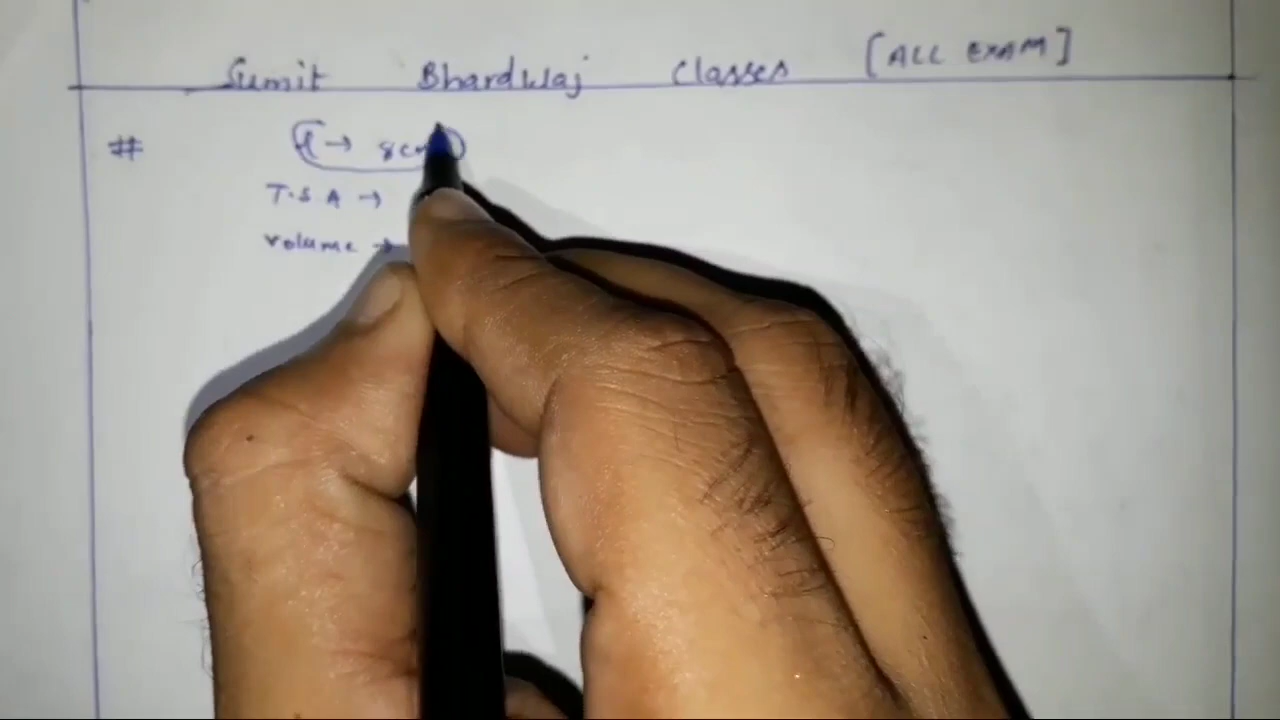 Sumit Bhardwaj Classes [ALL EXAM]
#
T.S A →
volume →